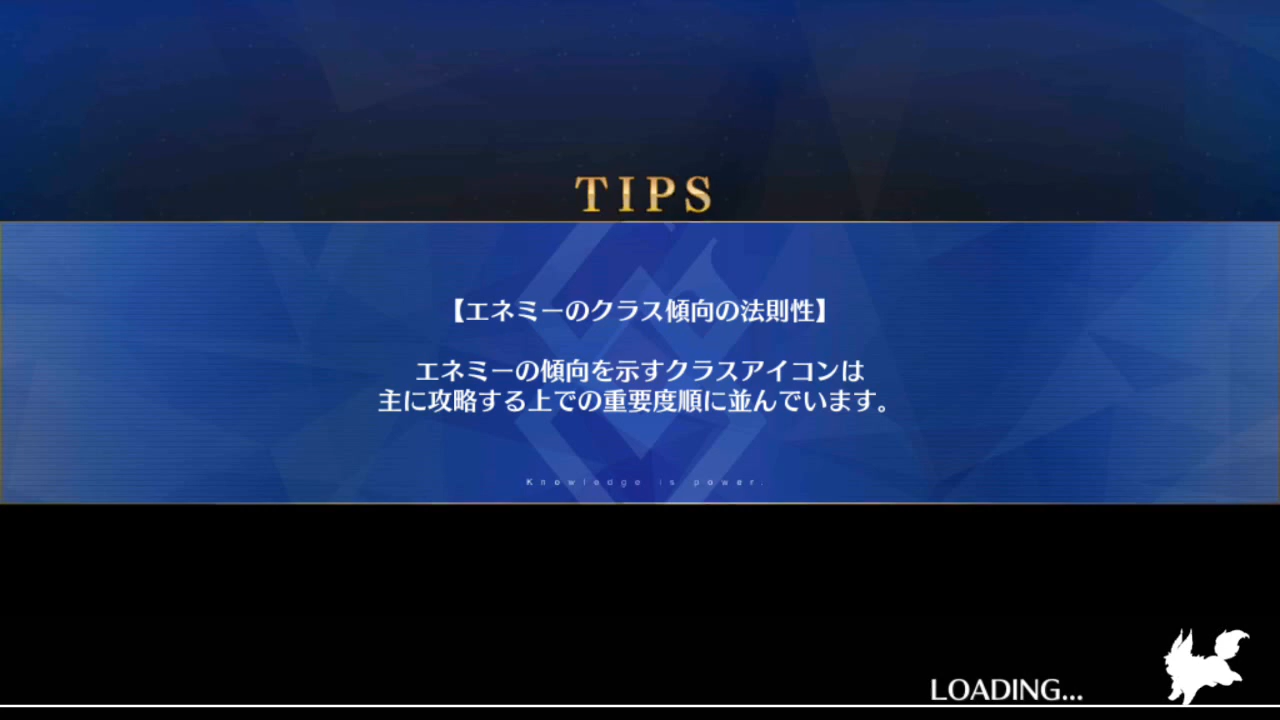 TIPS
【エネミーのクラス傾向の法則性】
エネミーの傾向を示すクラスアイコンは
主に攻略する上での重要度順に並んでいます。
Knowledge is power.
LOADING...